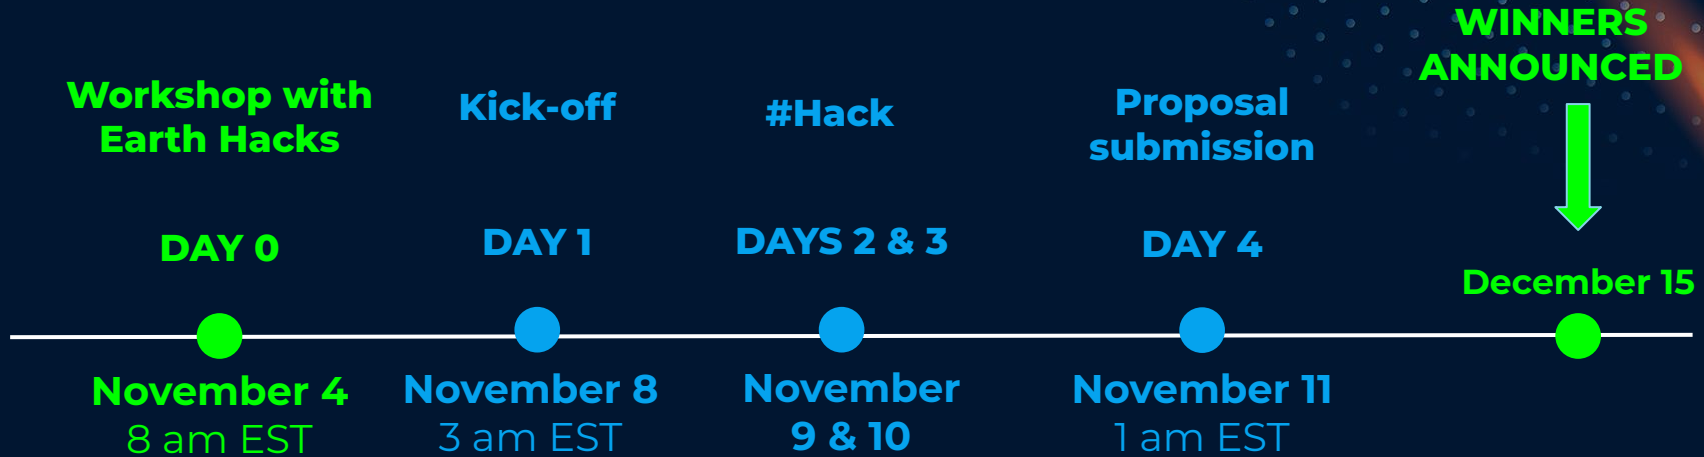 Workshop with
Earth Hacks
DAY 0
November 4
8 am EST
Kick-off
DAY 1
November 8
3 am EST
#Hack
DAYS 2 & 3
November
9 & 10
Proposal
submission
DAY 4
November 11
1 am EST
WINNERS
ANNOUNCED
December 15